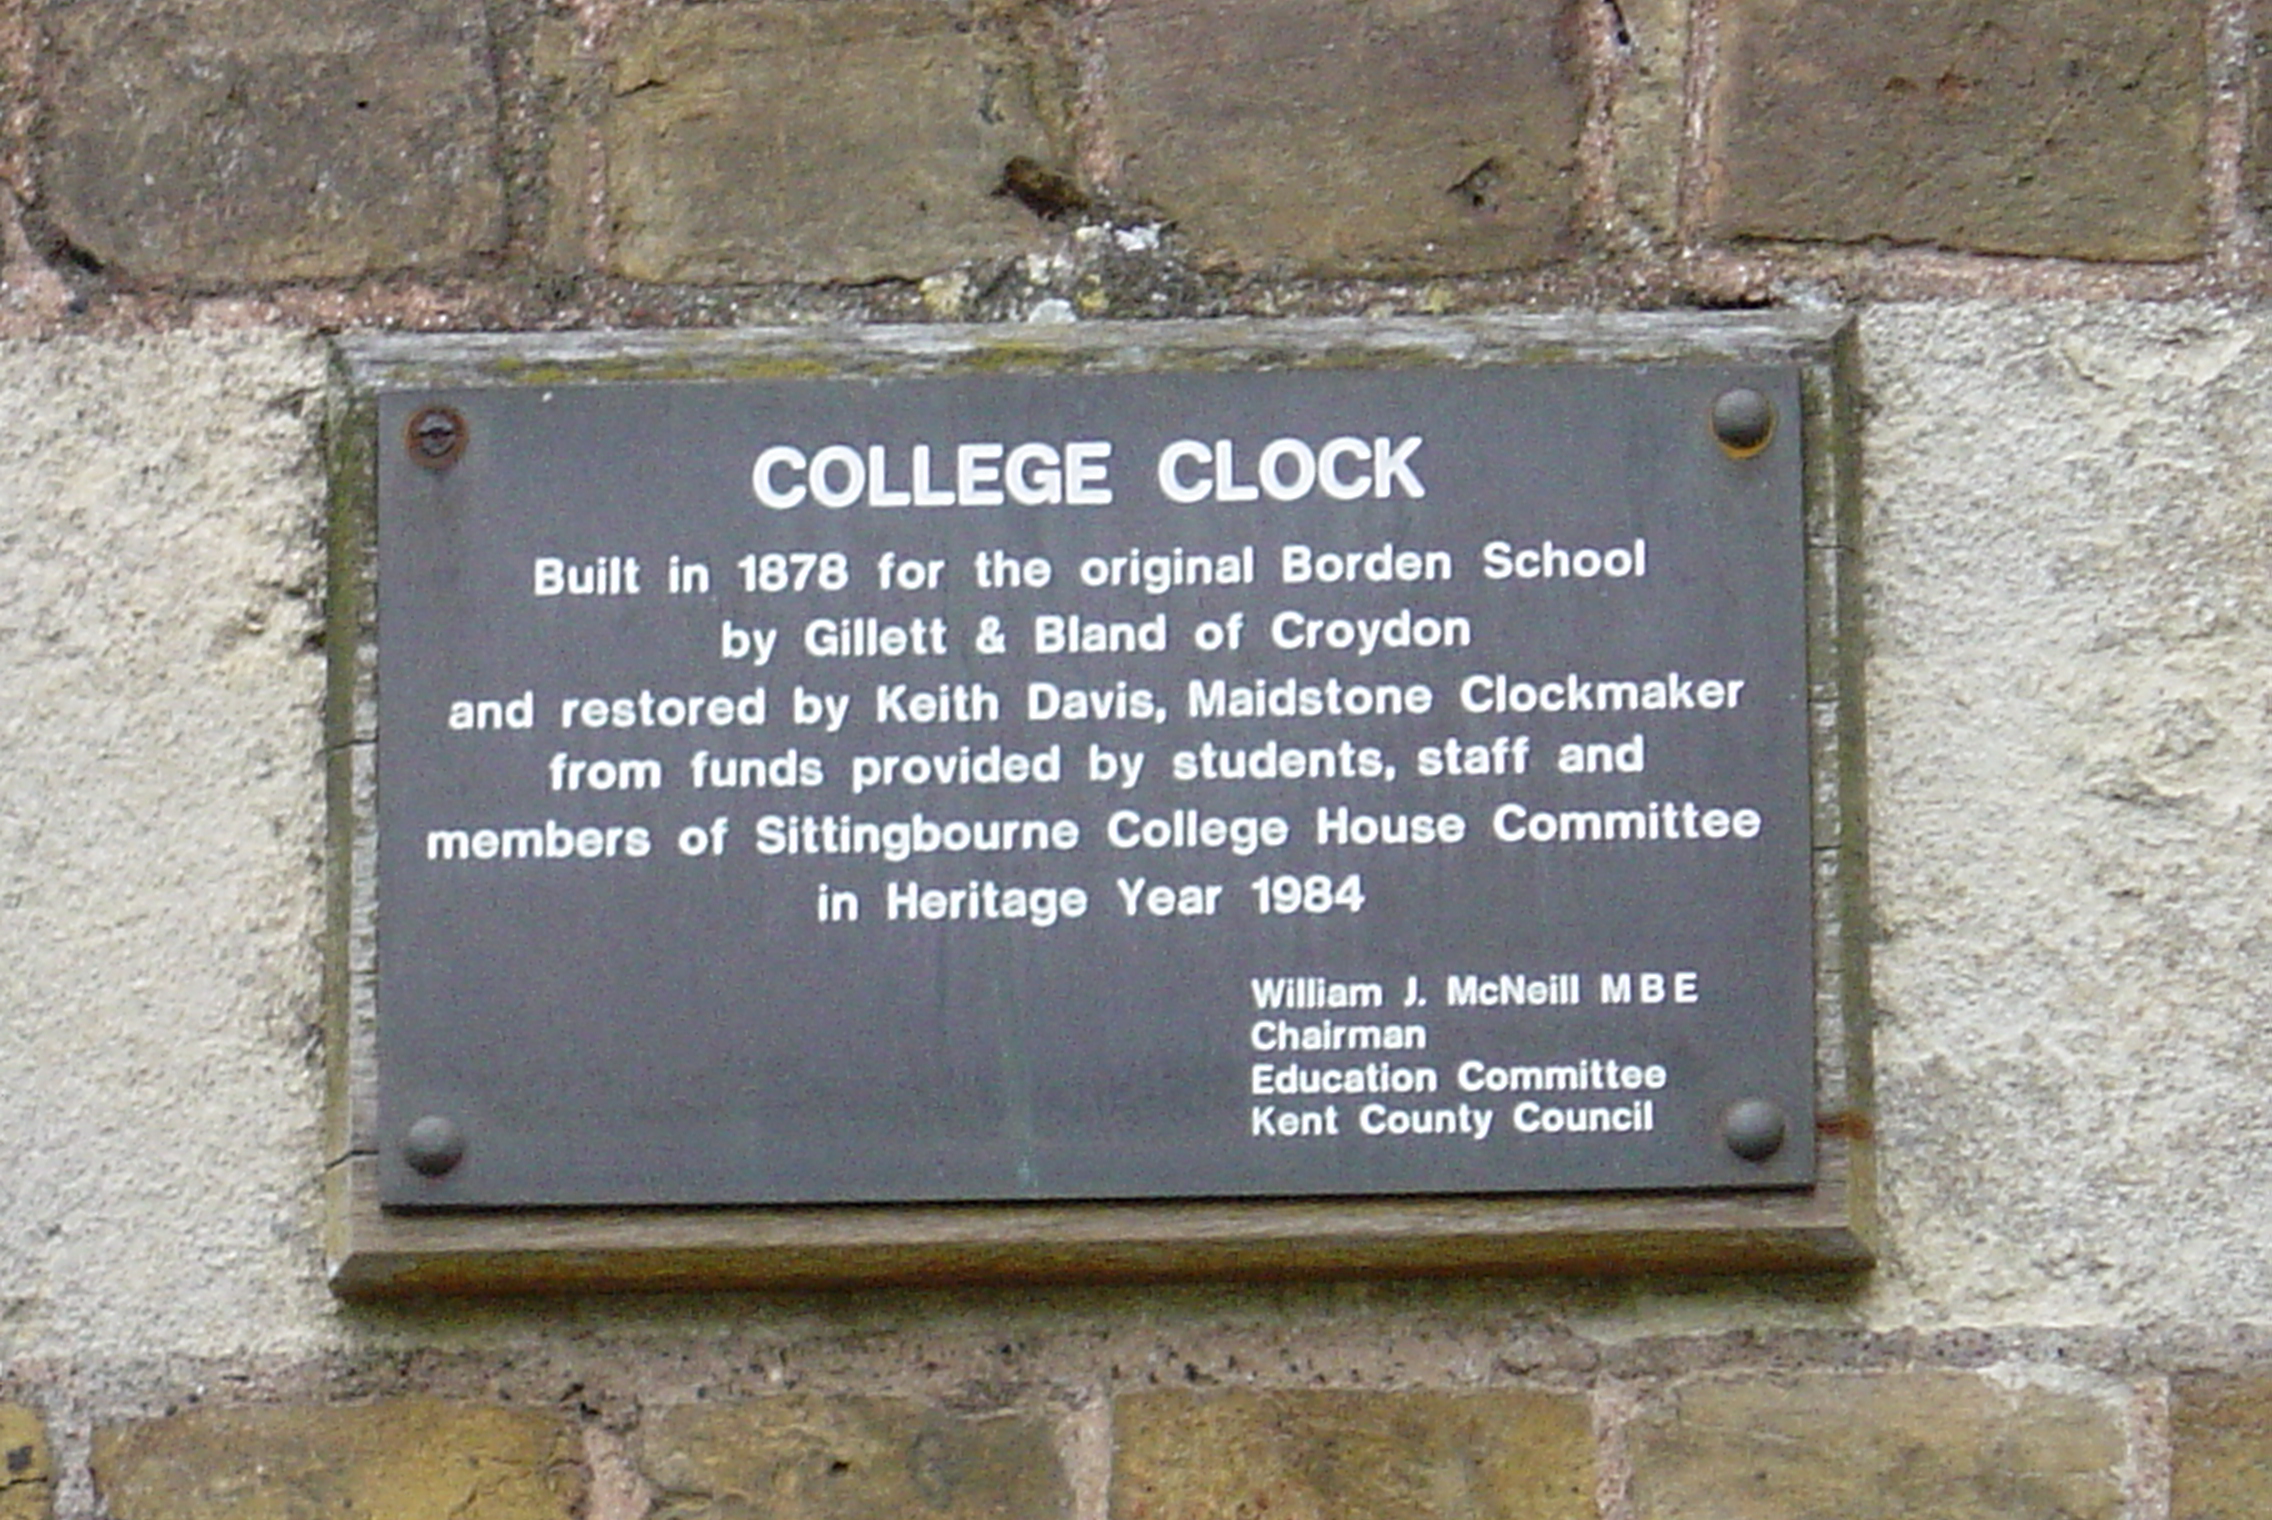 COLLEGE CLOCK
Built in 1878 for the original Borden School
by Gillett & Bland of Croydon
and restored by Keith Davis, Maidstone Clockmaker
from funds provided by students, staff and
members of Sittingbourne College House Committee
in Heritage Year 1984
William J. McNeill M B E
Chairman
Education Committee
Kent County Council